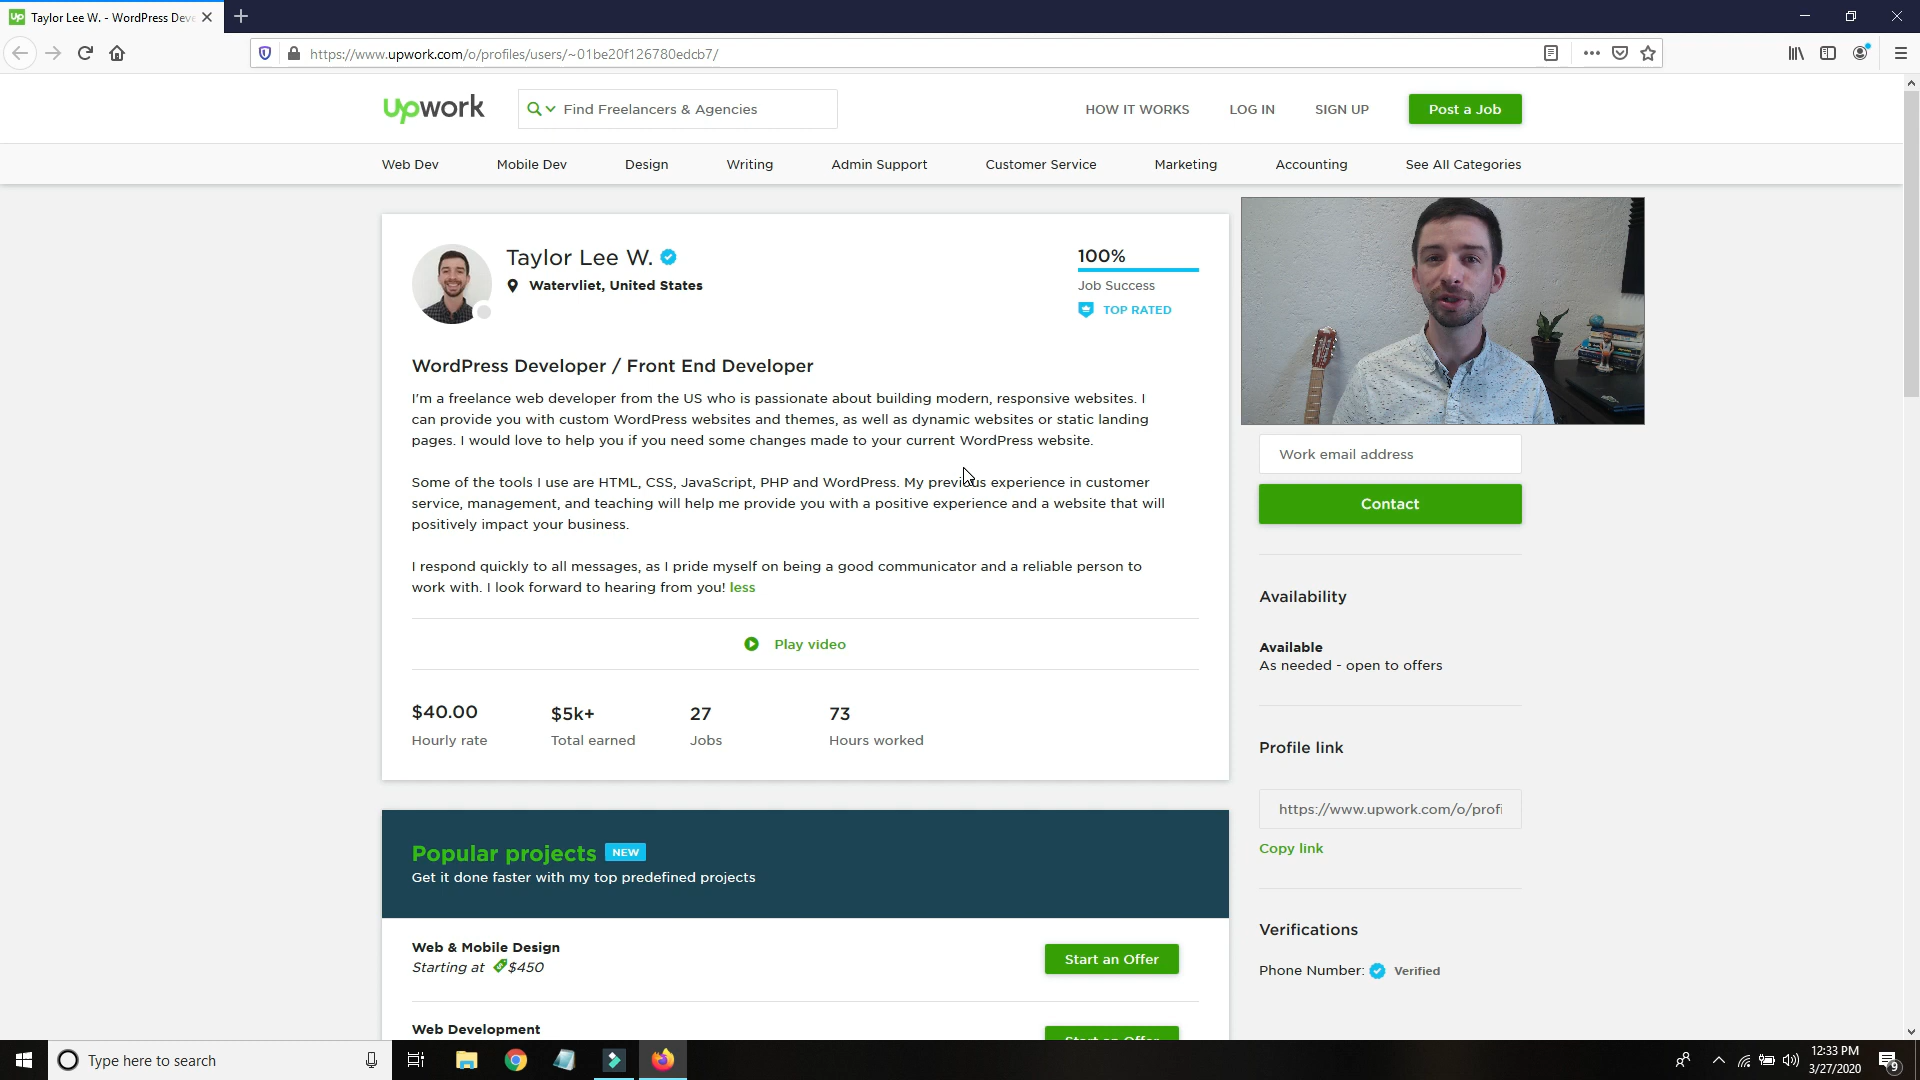 Taylor Lee W. - WordPress Deve
https://www.upwork.com/o/profiles/users/~01be20f126780edcb7/
upwork
Find Freelancers & Agencies
HOW IT WORKS
LOG IN
SIGN UP
Post a Job
Web Dev
Mobile Dev
Design
Writing
Admin Support
Customer Service
Marketing
Accounting
See All Categories
Taylor Lee W.
Watervliet, United States
100%
Job Success
TOP RATED
WordPress Developer / Front End Developer
I'm a freelance web developer from the US who is passionate about building modern, responsive websites. I
can provide you with custom WordPress websites and themes, as well as dynamic websites or static landing
pages. I would love to help you if you need some changes made to your current WordPress website.
Some of the tools I use are HTML, CSS, JavaScript, PHP and WordPress. My previous experience in customer
service, management, and teaching will help me provide you with a positive experience and a website that will
positively impact your business.
I respond quickly to all messages, as I pride myself on being a good communicator and a reliable person to
work with. I look forward to hearing from you! less
Play video
$40.00
Hourly rate
$5k+
Total earned
27
Jobs
73
Hours worked
Popular projects NEW
Get it done faster with my top predefined projects
Web & Mobile Design
Starting at $450
Start an Offer
Web Development
Start an Offer
Work email address
Contact
Availability
Available
As needed - open to offers
Profile link
https://www.upwork.com/o/profi
Copy link
Verifications
Phone Number: Verified
Type here to search
12:33 PM
3/27/2020
9